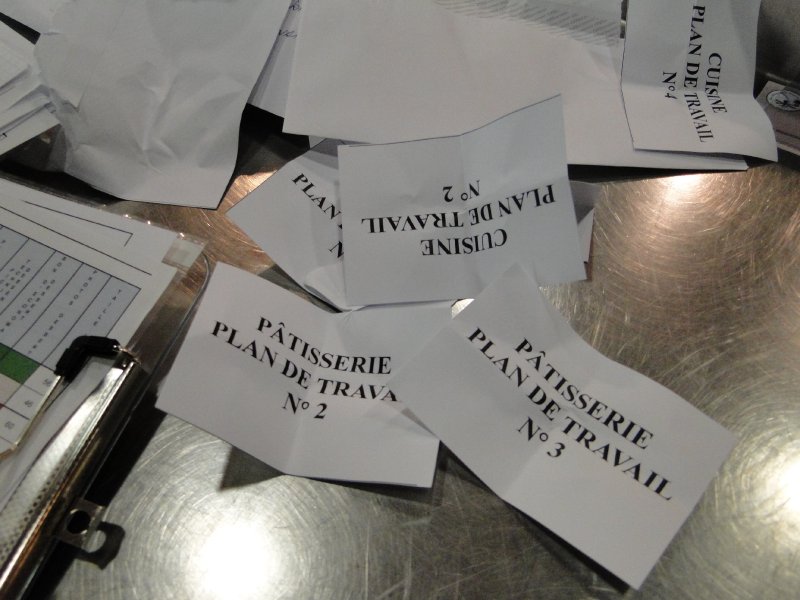 CUISINE
PLAN DE TRAVAIL
N°4
CUISINE
PLAN DE TRAVAIL
N° 2
PLAN
PÂTISSERIE
PLAN DE TRAVA
N° 2
PÂTISSERIE
PLAN DE TRAVAIL
N° 3